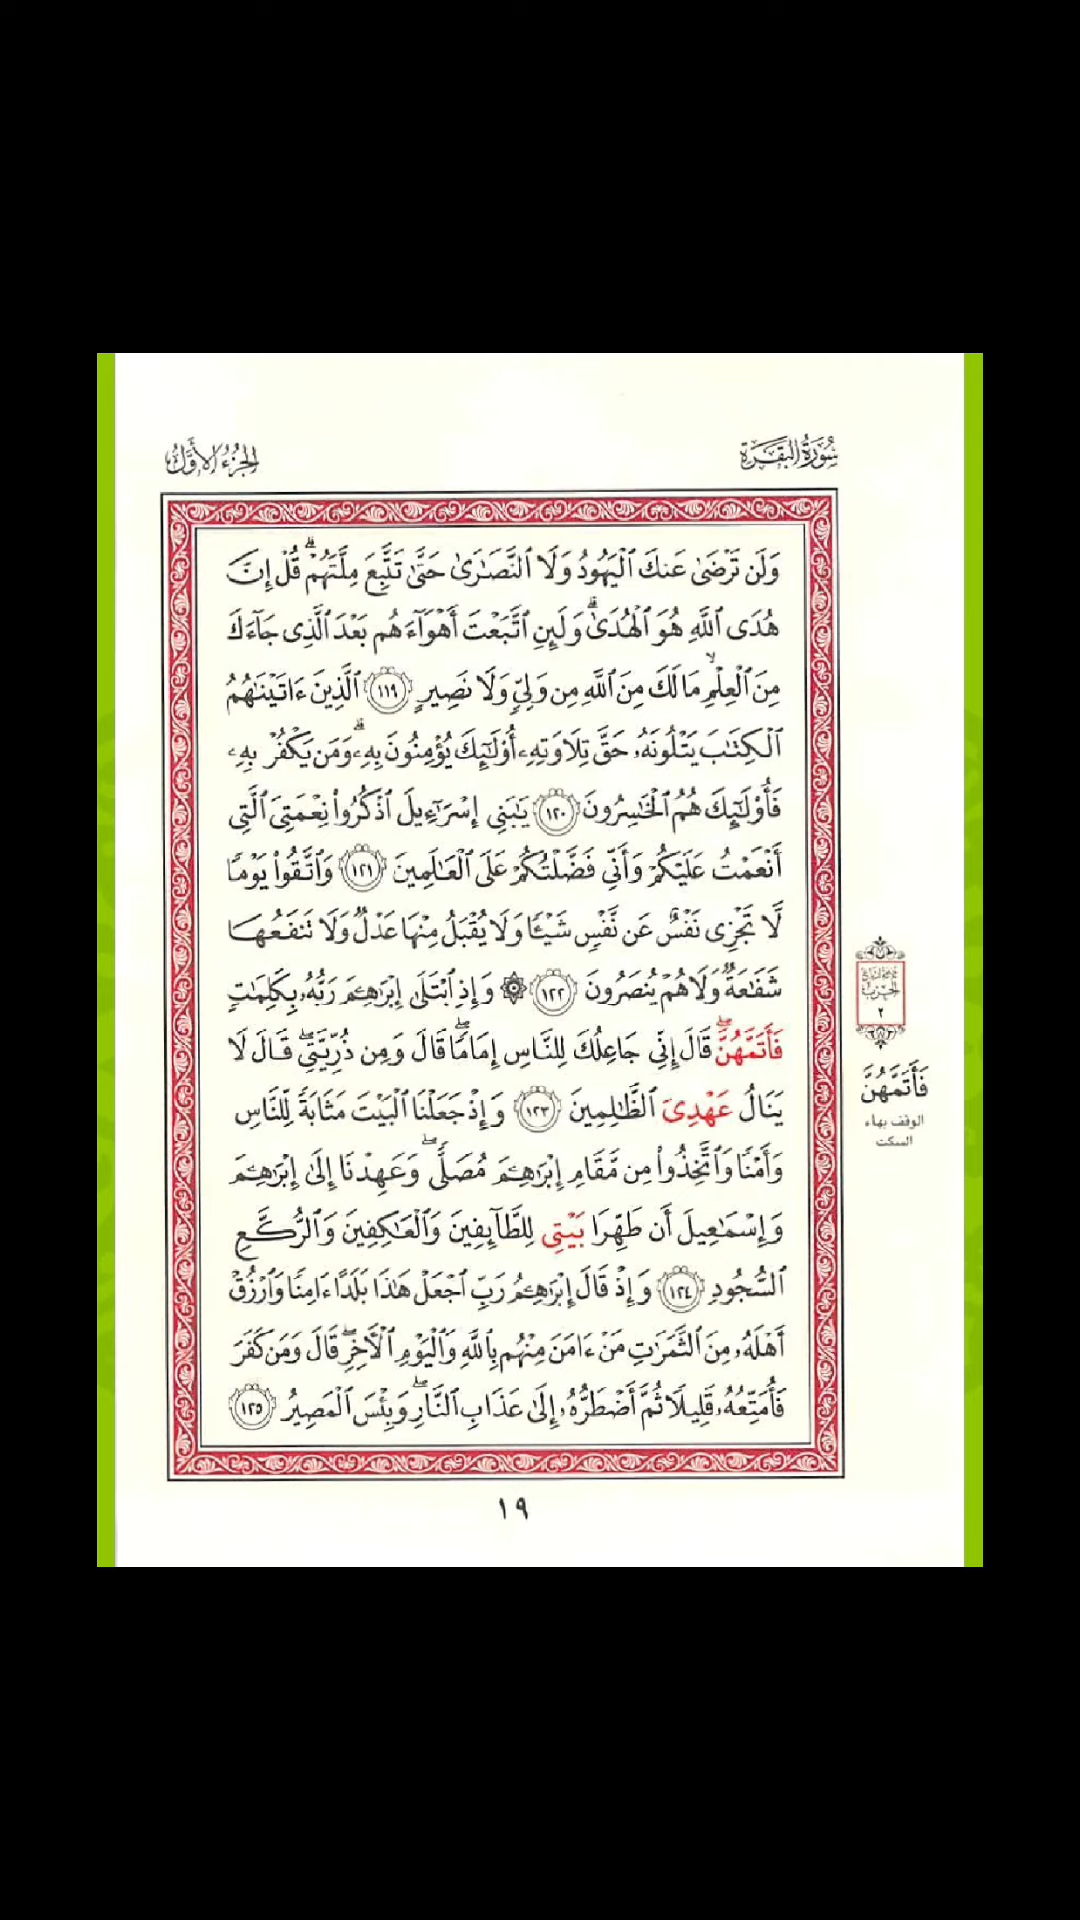 سُورَةُ البَقَرَةِ
الجُزْءُ الأَوَّلُ
وَلَن تَرْضَىٰ عَنكَ ٱلْيَهُودُ وَلَا ٱلنَّصَـٰرَىٰ حَتَّىٰ تَتَّبِعَ مِلَّتَهُمْ ۗ قُلْ إِنَّ
هُدَى ٱللَّهِ هُوَ ٱلْهُدَىٰ ۗ وَلَئِنِ ٱتَّبَعْتَ أَهْوَآءَهُم بَعْدَ ٱلَّذِى جَآءَكَ
مِنَ ٱلْعِلْمِ ۙ مَا لَكَ مِنَ ٱللَّهِ مِن وَلِىٍّ وَلَا نَصِيرٍ ١١٩ ٱلَّذِينَ ءَاتَيْنَـٰهُمُ
ٱلْكِتَـٰبَ يَتْلُونَهُۥ حَقَّ تِلَاوَتِهِۦٓ أُو۟لَـٰٓئِكَ يُؤْمِنُونَ بِهِۦ ۗ وَمَن يَكْفُرْ بِهِۦ
فَأُو۟لَـٰٓئِكَ هُمُ ٱلْخَـٰسِرُونَ ١٢٠ يَـٰبَنِى إِسْرَـٰٓءِيلَ ٱذْكُرُوا۟ نِعْمَتِىَ ٱلَّتِى
أَنْعَمْتُ عَلَيْكُمْ وَأَنِّى فَضَّلْتُكُمْ عَلَى ٱلْعَـٰلَمِينَ ١٢١ وَٱتَّقُوا۟ يَوْمًا
لَّا تَجْزِى نَفْسٌ عَن نَّفْسٍ شَيْـًٔا وَلَا يُقْبَلُ مِنْهَا عَدْلٌ وَلَا تَنفَعُهَا
شَفَـٰعَةٌ وَلَا هُمْ يُنصَرُونَ ١٢٢ ۞ وَإِذِ ٱبْتَلَىٰٓ إِبْرَٰهِـۧمَ رَبُّهُۥ بِكَلِمَـٰتٍ
فَأَتَمَّهُنَّ ۖ قَالَ إِنِّى جَاعِلُكَ لِلنَّاسِ إِمَامًا ۖ قَالَ وَمِن ذُرِّيَّتِى ۖ قَالَ لَا
يَنَالُ عَهْدِىَ ٱلظَّـٰلِمِينَ ١٢٣ وَإِذْ جَعَلْنَا ٱلْبَيْتَ مَثَابَةً لِّلنَّاسِ
وَأَمْنًا وَٱتَّخِذُوا۟ مِن مَّقَامِ إِبْرَٰهِـۧمَ مُصَلًّى ۖ وَعَهِدْنَآ إِلَىٰٓ إِبْرَٰهِـۧمَ
وَإِسْمَـٰعِيلَ أَن طَهِّرَا بَيْتِى لِلطَّآئِفِينَ وَٱلْعَـٰكِفِينَ وَٱلرُّكَّعِ
ٱلسُّجُودِ ١٢٤ وَإِذْ قَالَ إِبْرَٰهِـۧمُ رَبِّ ٱجْعَلْ هَـٰذَا بَلَدًا ءَامِنًا وَٱرْزُقْ
أَهْلَهُۥ مِنَ ٱلثَّمَرَٰتِ مَنْ ءَامَنَ مِنْهُم بِٱللَّهِ وَٱلْيَوْمِ ٱلْـَٔاخِرِ ۖ قَالَ وَمَن كَفَرَ
فَأُمَتِّعُهُۥ قَلِيلًا ثُمَّ أَضْطَرُّهُۥٓ إِلَىٰ عَذَابِ ٱلنَّارِ ۖ وَبِئْسَ ٱلْمَصِيرُ ١٢٥
الحزب
٢
فَأَتَمَّهُنَّ
الوقف بهاء
السكت
١٩